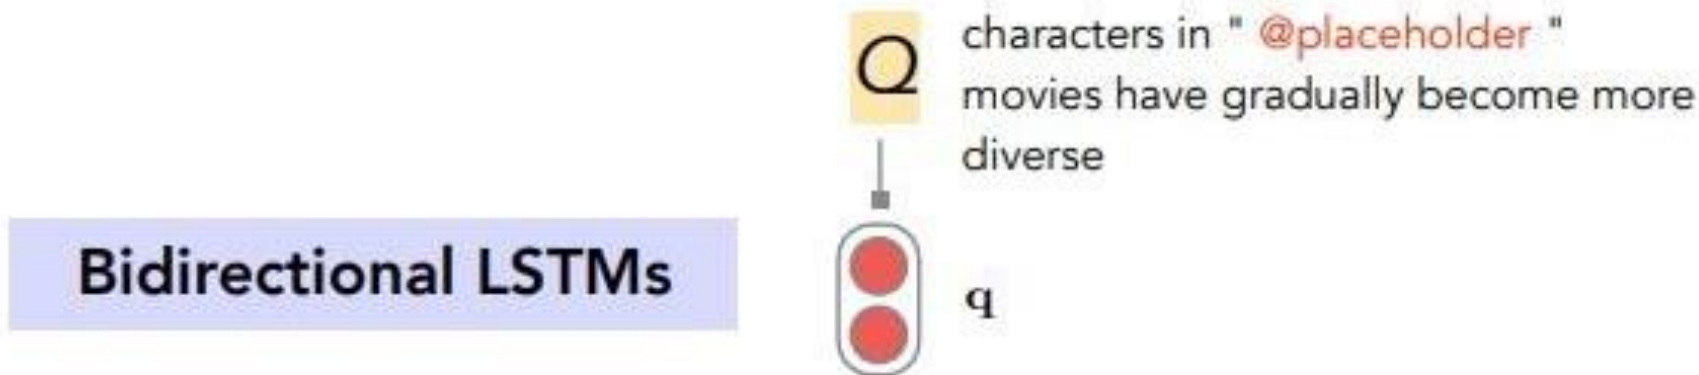 Q
characters in " @placeholder "
movies have gradually become more
diverse
Bidirectional LSTMs
q